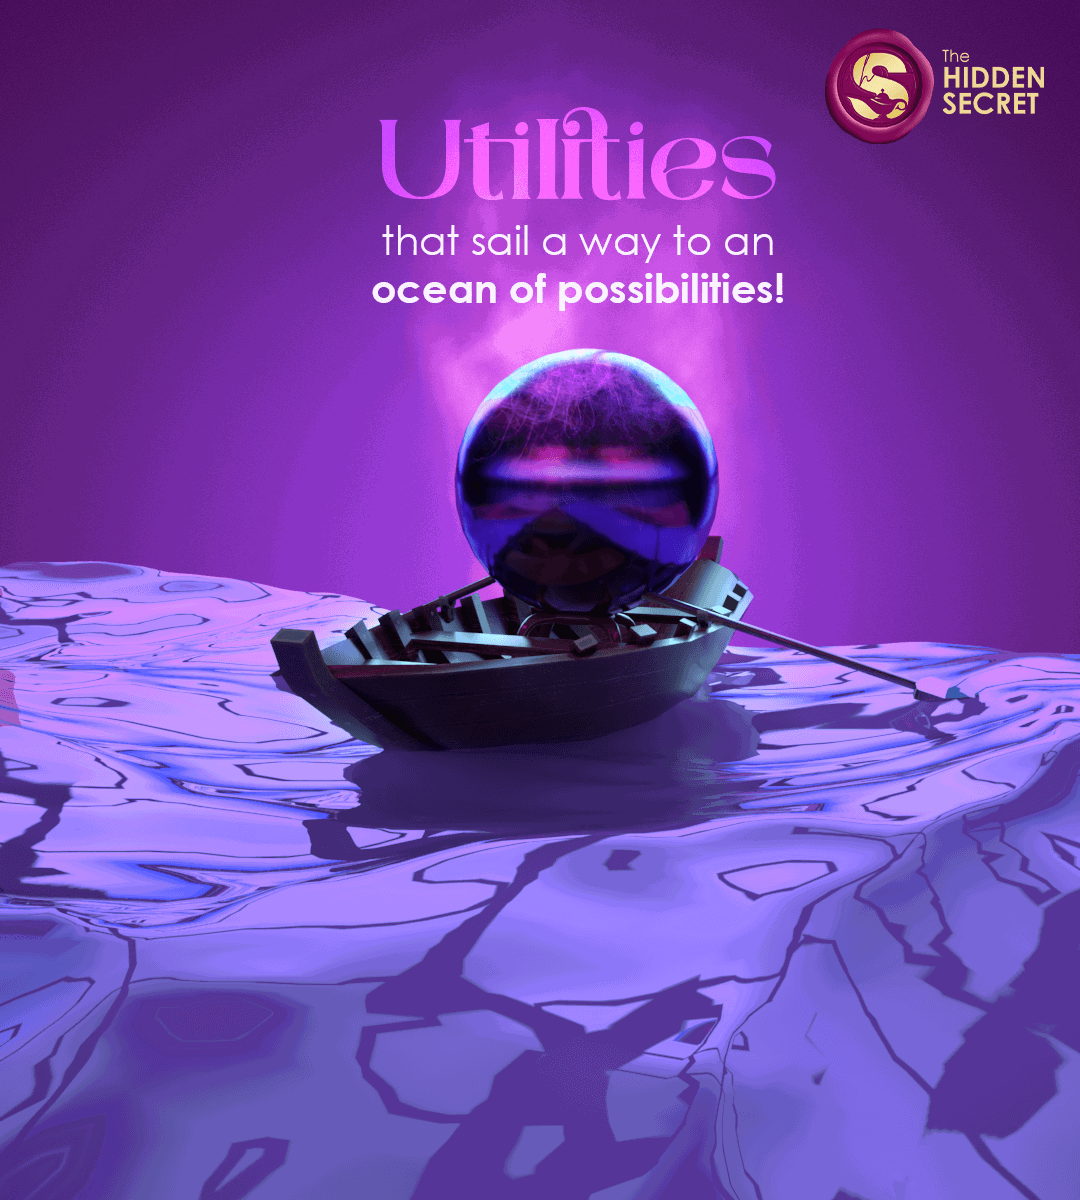 The
HIDDEN
SECRET
Utilities
that sail a way to an
ocean of possibilities!